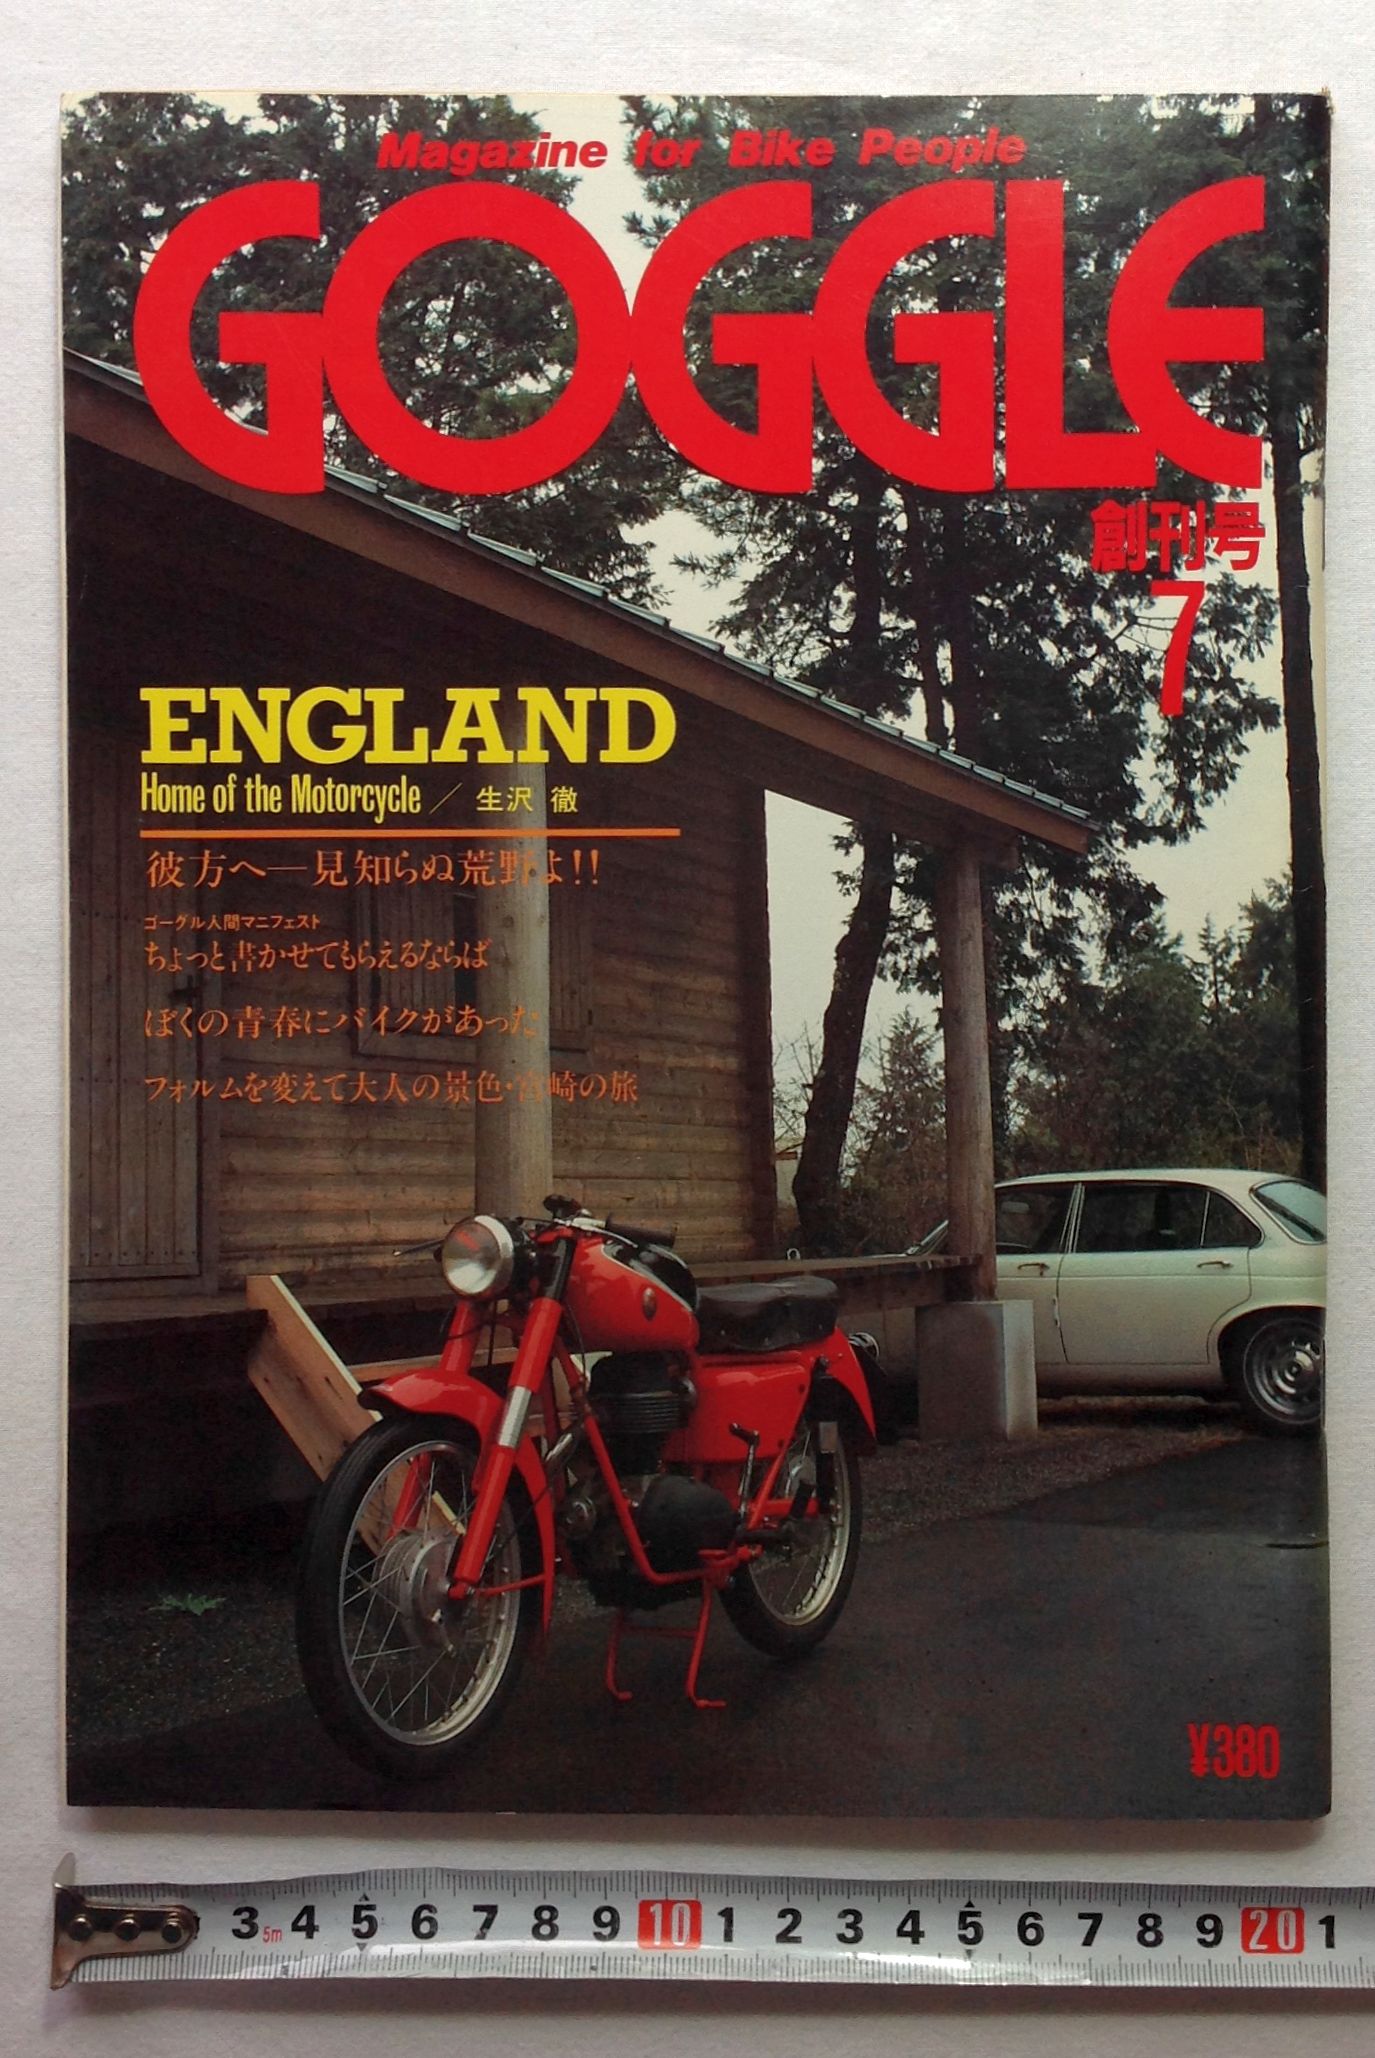 Magazine for Bike People
GOGGLE
創刊号
7
ENGLAND
Home of the Motorcycle／生沢 徹
彼方へ―見知らぬ荒野よ!!
ゴーグル人間マニフェスト
ちょっと書かせてもらえるならば
ぼくの青春にバイクがあった
フォルムを変えて大人の景色・宮崎の旅
¥380
3 5m 4 5 6 7 8 9 10 1 2 3 4 5 6 7 8 9 20 1